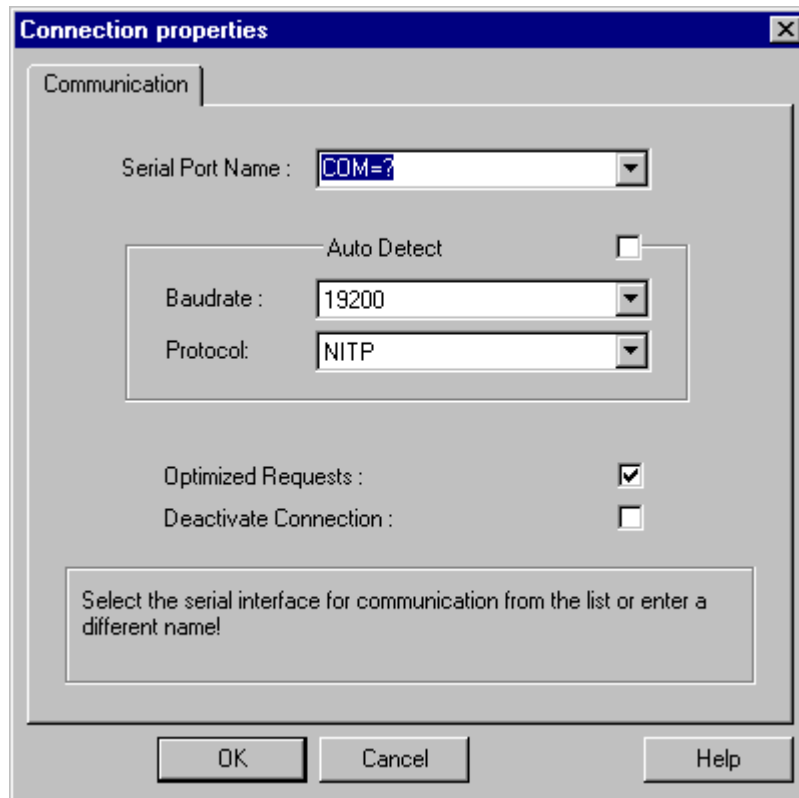 Connection properties
Communication
Serial Port Name : COM=?
Auto Detect
Baudrate : 19200
Protocol: NITP
Optimized Requests :
Deactivate Connection :
Select the serial interface for communication from the list or enter a
different name!
OK Cancel Help